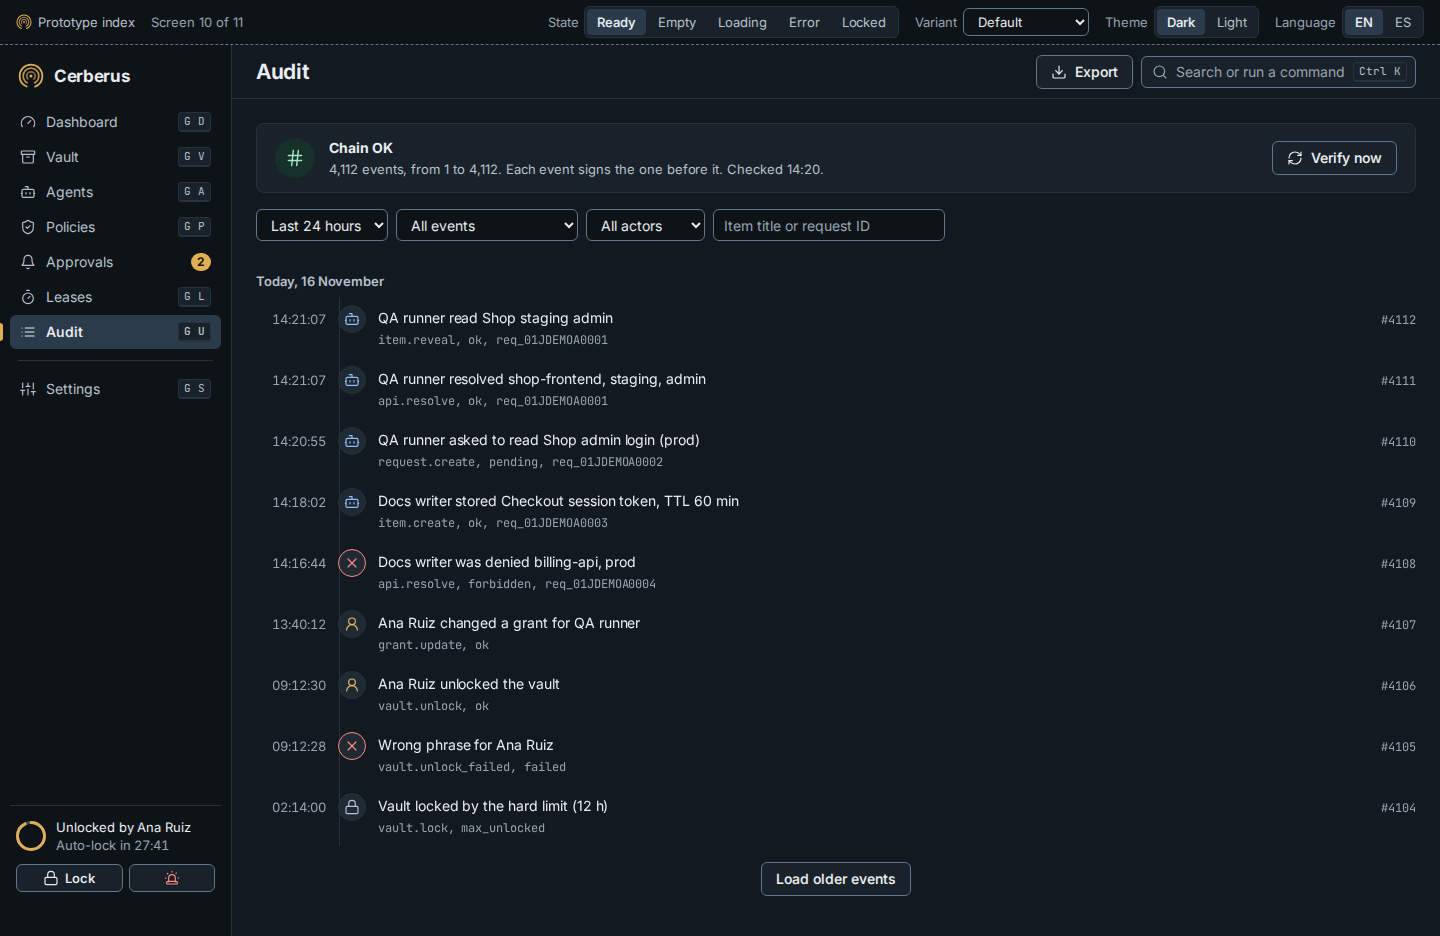 Prototype index Screen 10 of 11 State Ready Empty Loading Error Locked Variant Default Theme Dark Light Language EN ES
Cerberus
Dashboard G D
Vault G V
Agents G A
Policies G P
Approvals 2
Leases G L
Audit G U
Settings G S
Unlocked by Ana Ruiz
Auto-lock in 27:41
Lock
Audit
Export
Search or run a command Ctrl K
Chain OK
4,112 events, from 1 to 4,112. Each event signs the one before it. Checked 14:20.
Verify now
Last 24 hours All events All actors Item title or request ID
Today, 16 November
14:21:07 QA runner read Shop staging admin #4112
item.reveal, ok, req_01JDEMOA0001
14:21:07 QA runner resolved shop-frontend, staging, admin #4111
api.resolve, ok, req_01JDEMOA0001
14:20:55 QA runner asked to read Shop admin login (prod) #4110
request.create, pending, req_01JDEMOA0002
14:18:02 Docs writer stored Checkout session token, TTL 60 min #4109
item.create, ok, req_01JDEMOA0003
14:16:44 Docs writer was denied billing-api, prod #4108
api.resolve, forbidden, req_01JDEMOA0004
13:40:12 Ana Ruiz changed a grant for QA runner #4107
grant.update, ok
09:12:30 Ana Ruiz unlocked the vault #4106
vault.unlock, ok
09:12:28 Wrong phrase for Ana Ruiz #4105
vault.unlock_failed, failed
02:14:00 Vault locked by the hard limit (12 h) #4104
vault.lock, max_unlocked
Load older events